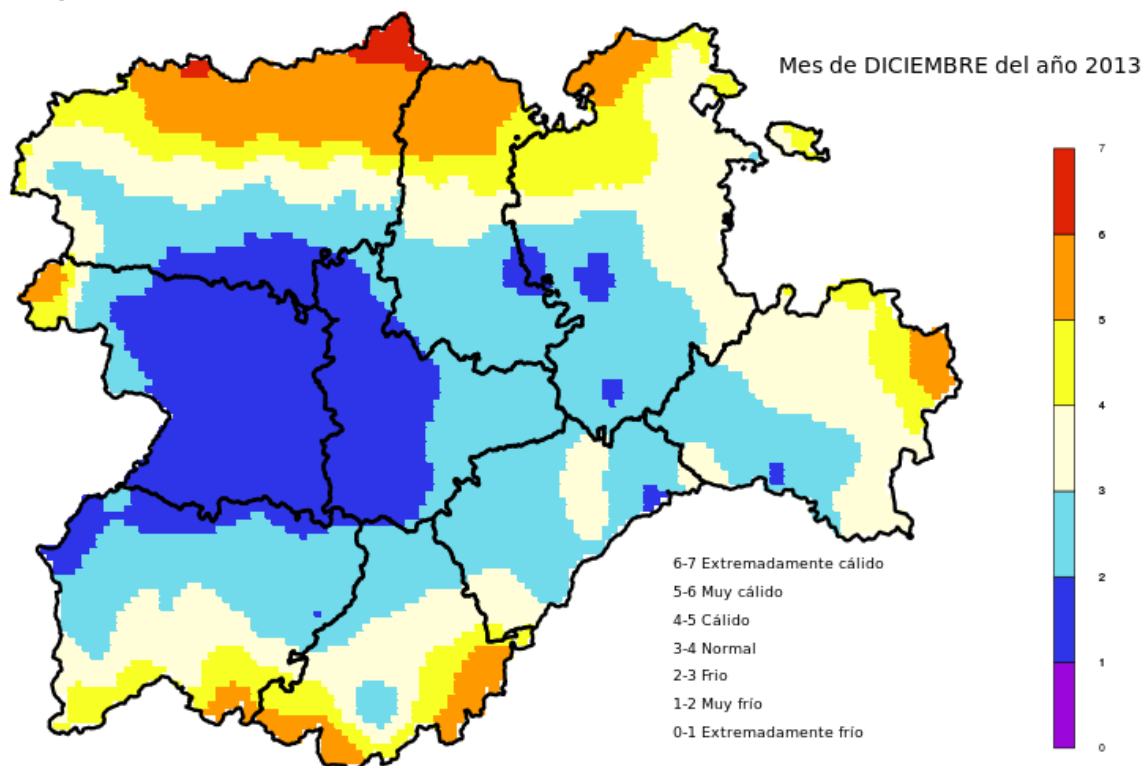 Mes de DICIEMBRE del año 2013
7
6
5
4
3
2
1
0
6-7 Extremadamente cálido
5-6 Muy cálido
4-5 Cálido
3-4 Normal
2-3 Frio
1-2 Muy frío
0-1 Extremadamente frío